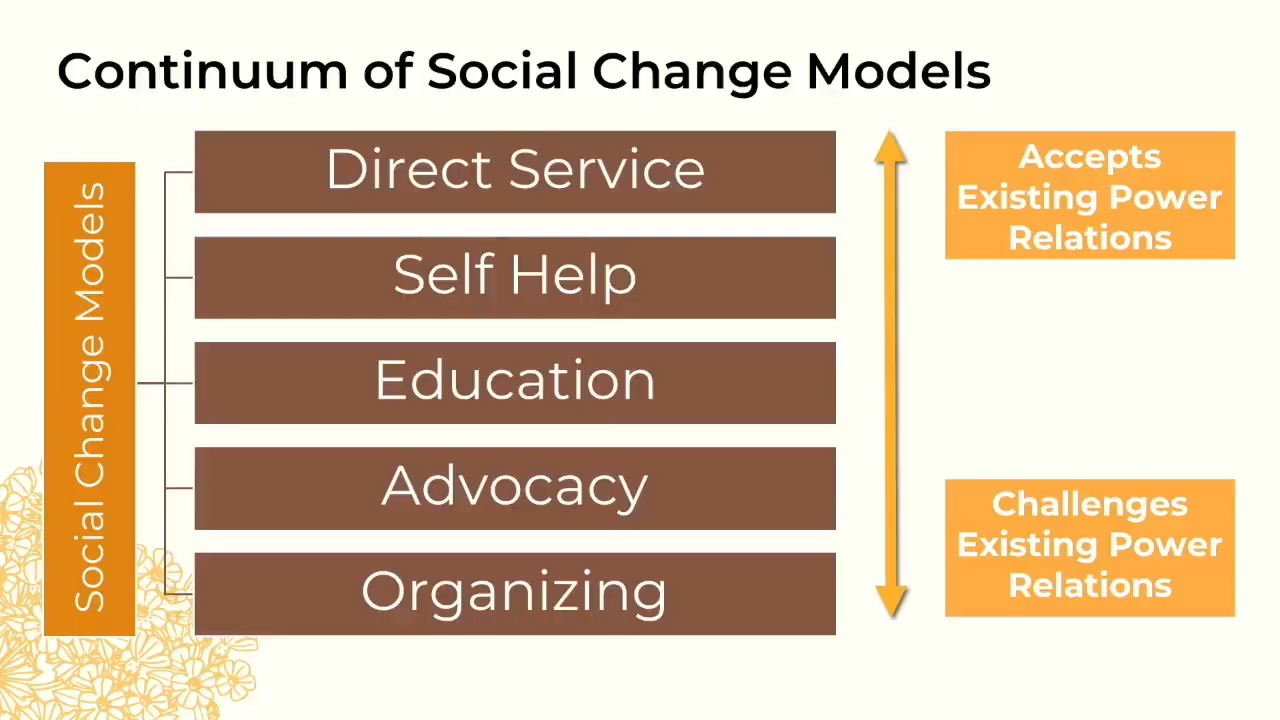 Continuum of Social Change Models
Social Change Models
Direct Service
Self Help
Education
Advocacy
Organizing
Accepts
Existing Power
Relations
Challenges
Existing Power
Relations